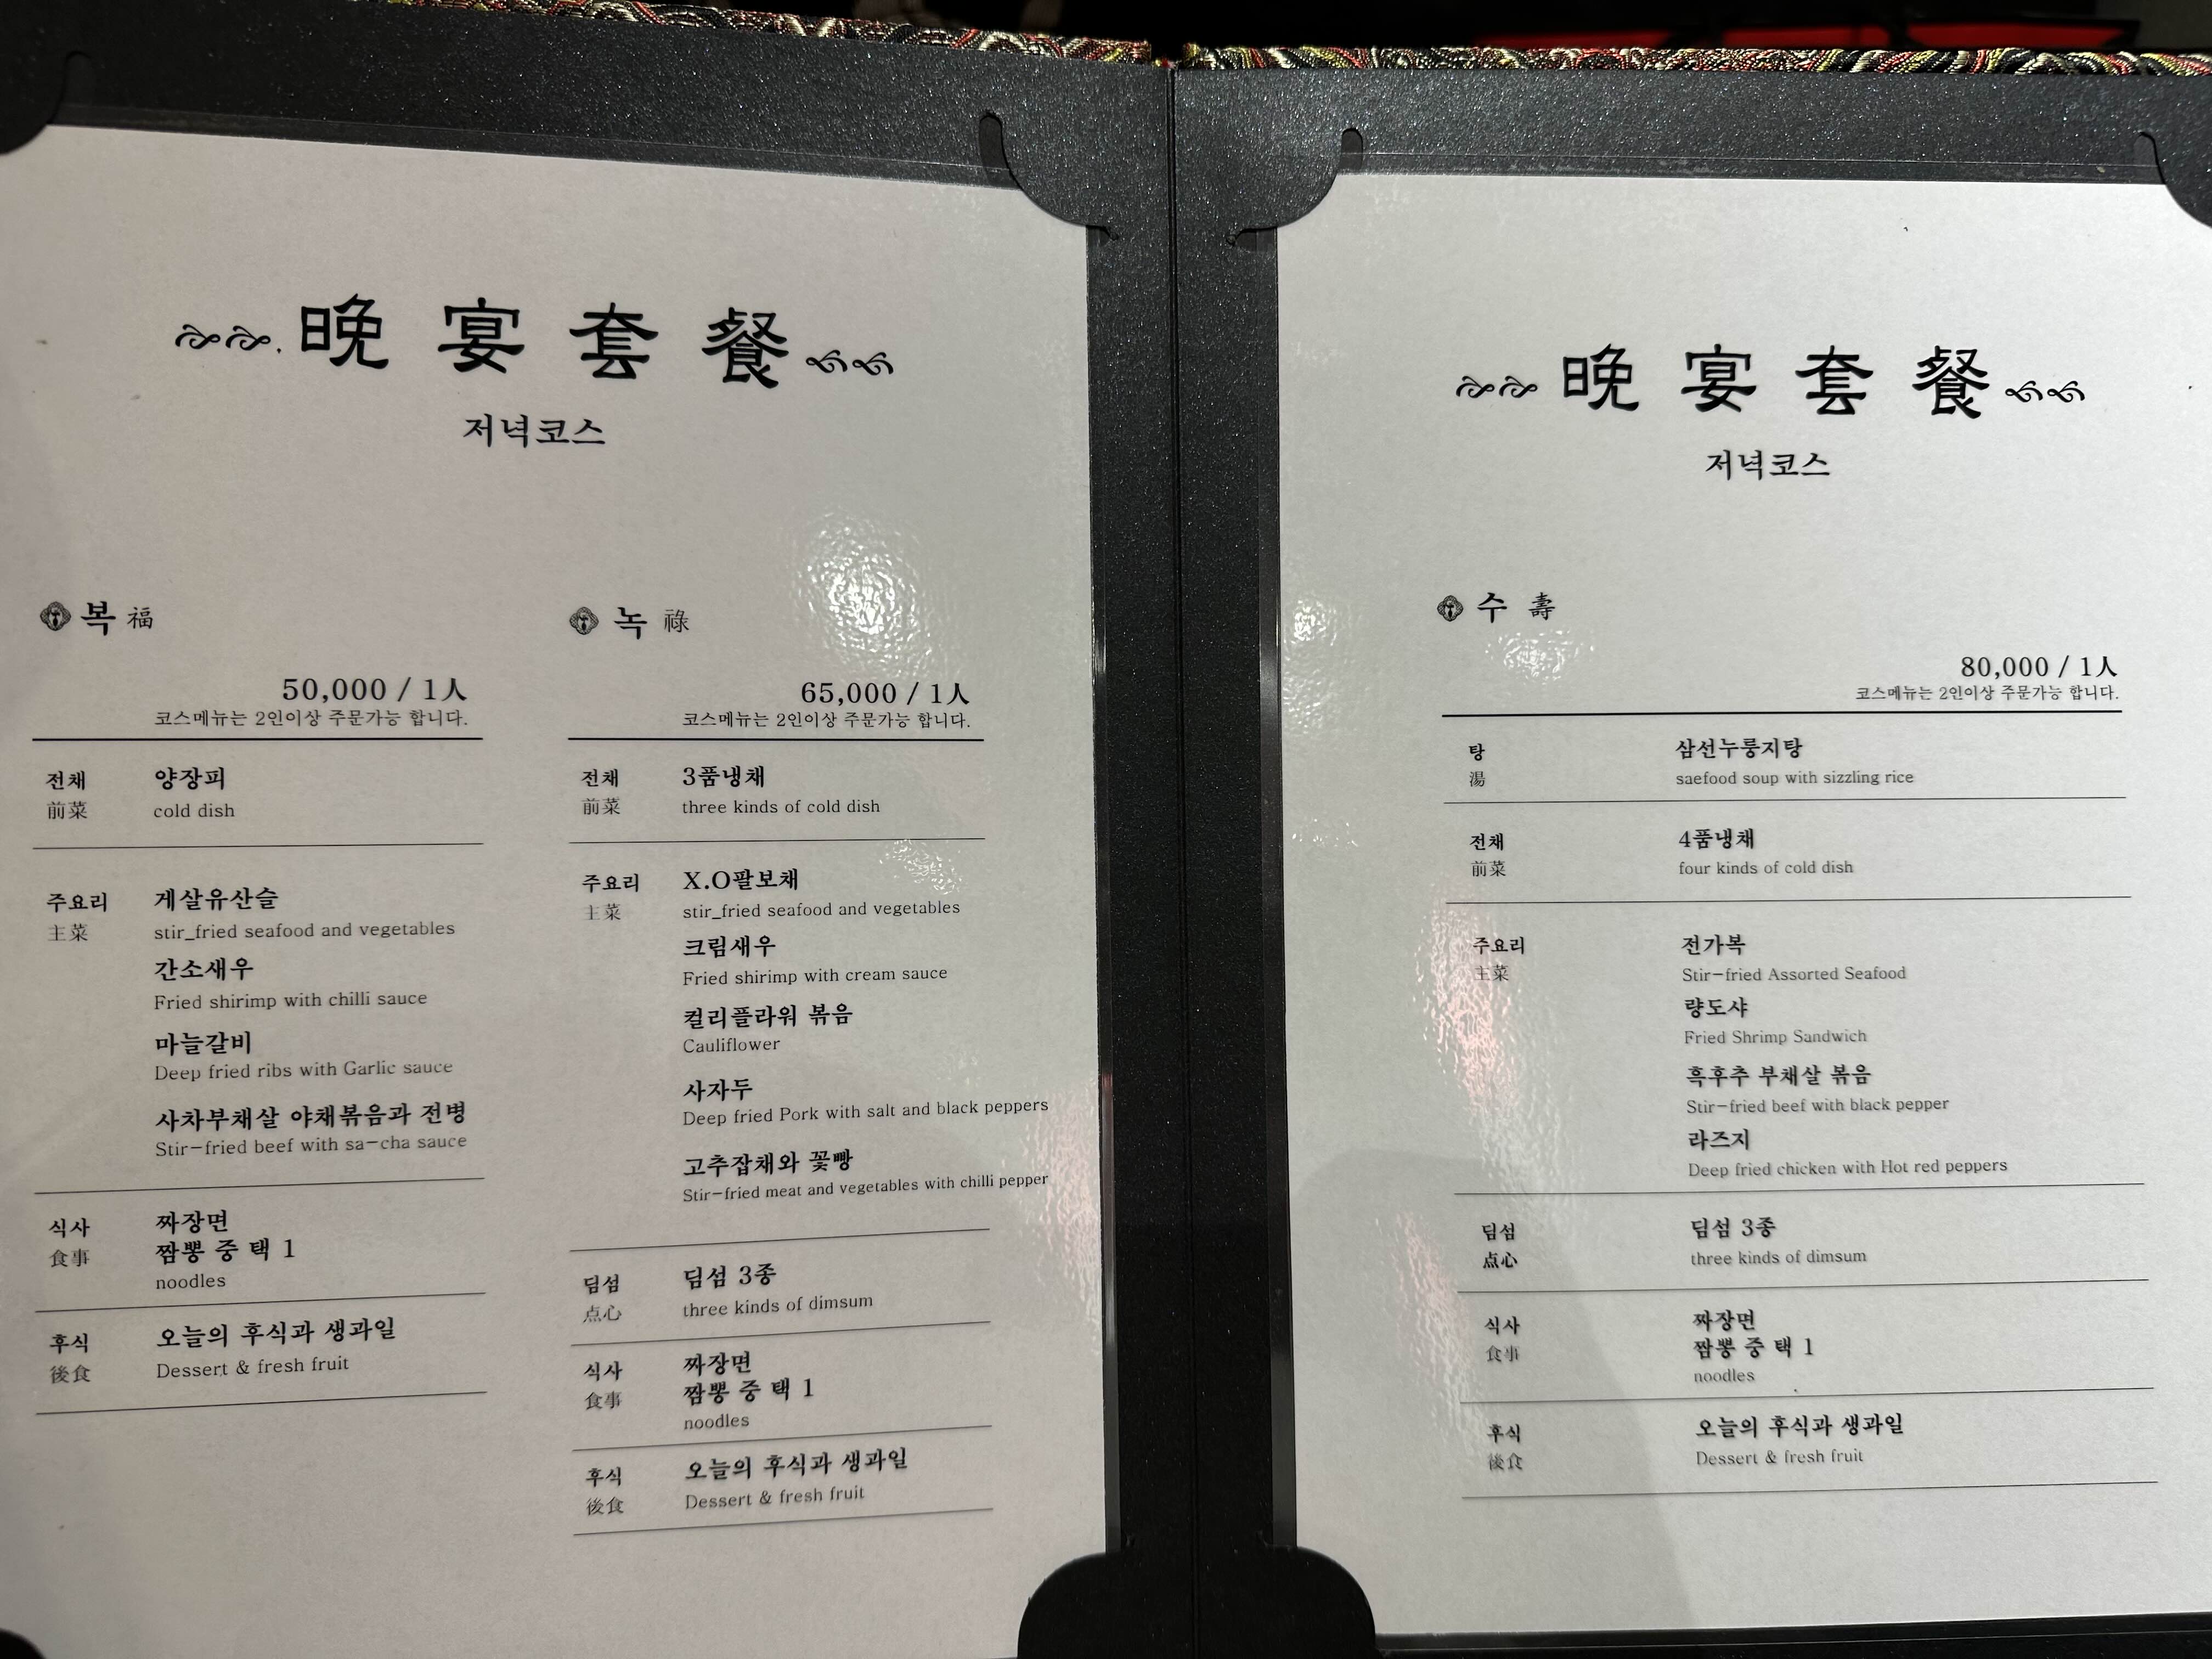 晩宴套餐
저녁코스
복 福
50,000 / 1人
코스메뉴는 2인이상 주문가능 합니다.
전채
前菜
양장피
cold dish
주요리
主菜
게살유산슬
stir_fried seafood and vegetables
간소새우
Fried shirimp with chilli sauce
마늘갈비
Deep fried ribs with Garlic sauce
사차부채살 야채볶음과 전병
Stir-fried beef with sa-cha sauce
식사
食事
짜장면
짬뽕 중 택 1
noodles
후식
後食
오늘의 후식과 생과일
Dessert & fresh fruit
녹 祿
65,000 / 1人
코스메뉴는 2인이상 주문가능 합니다.
전채
前菜
3품냉채
three kinds of cold dish
주요리
主菜
X.O팔보채
stir_fried seafood and vegetables
크림새우
Fried shirimp with cream sauce
컬리플라워 볶음
Cauliflower
사자두
Deep fried Pork with salt and black peppers
고추잡채와 꽃빵
Stir-fried meat and vegetables with chilli pepper
딤섬
点心
딤섬 3종
three kinds of dimsum
식사
食事
짜장면
짬뽕 중 택 1
noodles
후식
後食
오늘의 후식과 생과일
Dessert & fresh fruit
晩宴套餐
저녁코스
수 壽
80,000 / 1人
코스메뉴는 2인이상 주문가능 합니다.
탕
湯
삼선누룽지탕
saefood soup with sizzling rice
전채
前菜
4품냉채
four kinds of cold dish
주요리
主菜
전가복
Stir-fried Assorted Seafood
량도샤
Fried Shrimp Sandwich
흑후추 부채살 볶음
Stir-fried beef with black pepper
라즈지
Deep fried chicken with Hot red peppers
딤섬
点心
딤섬 3종
three kinds of dimsum
식사
食事
짜장면
짬뽕 중 택 1
noodles
후식
後食
오늘의 후식과 생과일
Dessert & fresh fruit